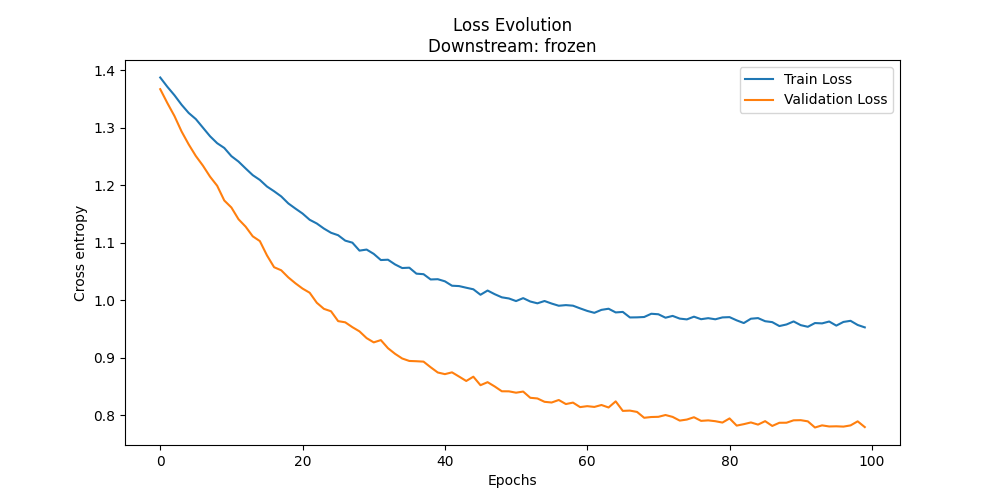 Loss Evolution
Downstream: frozen
Train Loss
Validation Loss
1.4
1.3
1.2
1.1
1.0
0.9
0.8
Cross entropy
0
20
40
60
80
100
Epochs